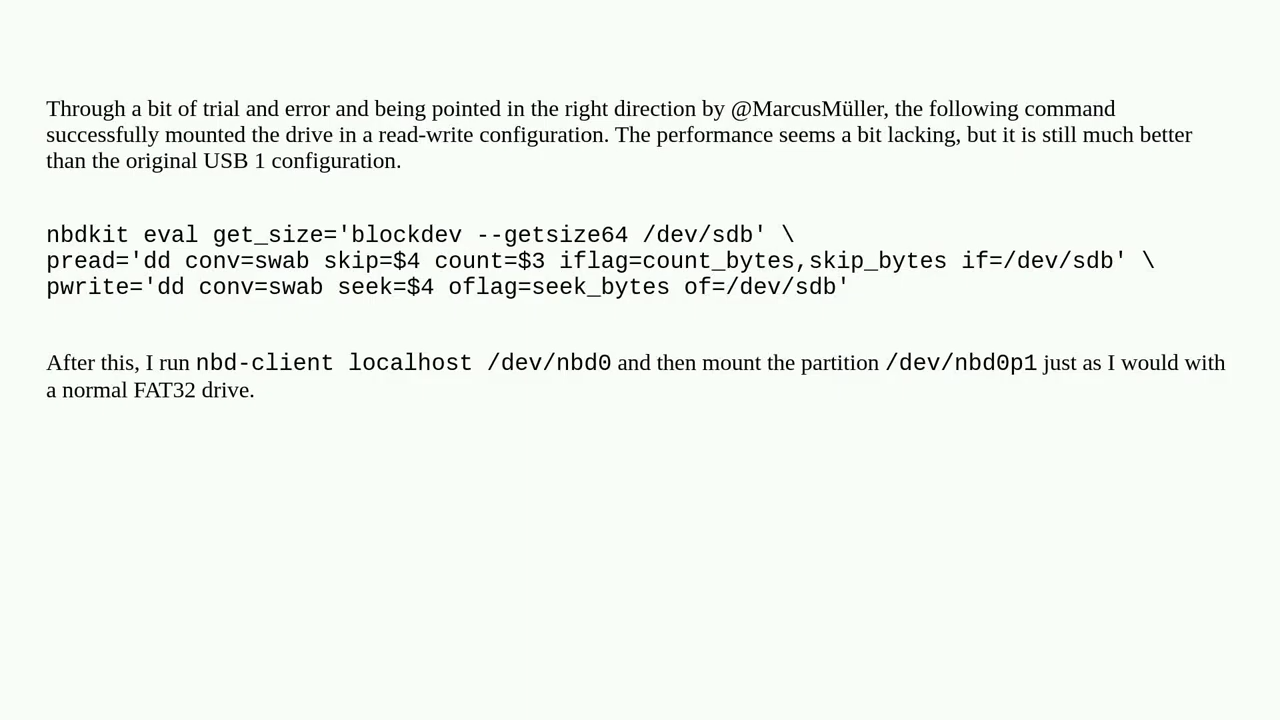 Through a bit of trial and error and being pointed in the right direction by @MarcusMüller, the following command
successfully mounted the drive in a read-write configuration. The performance seems a bit lacking, but it is still much better
than the original USB 1 configuration.
nbdkit eval get_size='blockdev --getsize64 /dev/sdb' \
pread='dd conv=swab skip=$4 count=$3 iflag=count_bytes,skip_bytes if=/dev/sdb' \
pwrite='dd conv=swab seek=$4 oflag=seek_bytes of=/dev/sdb'
After this, I run nbd-client localhost /dev/nbd0 and then mount the partition /dev/nbd0p1 just as I would with
a normal FAT32 drive.